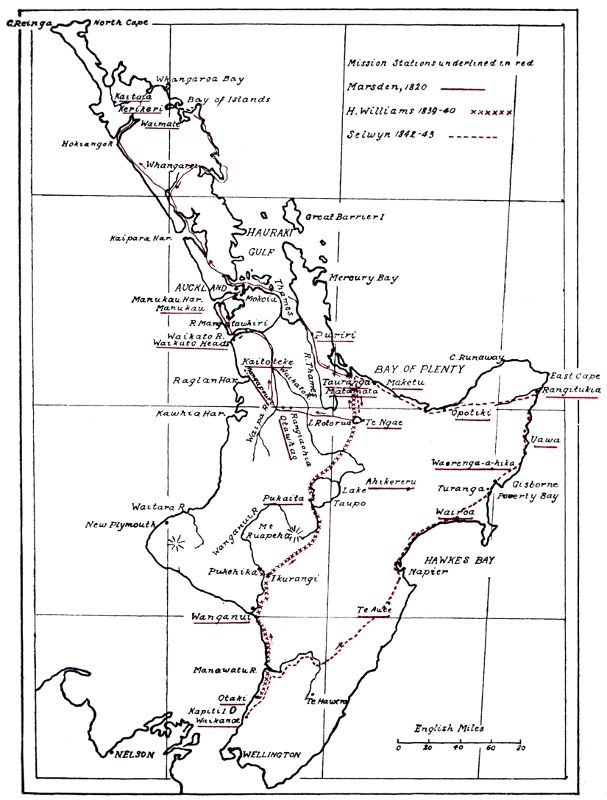 C. Reinga
North Cape
Mission Stations underlined in red
Marsden, 1820
H. Williams 1839-40
Selwyn 1842-43
Whangaroa Bay
Kaitaia
Bay of Islands
Kerikeri
Waimate
Hokiangok
Whangarei
Great Barrier I
HAURAKI
GULF
Kaipara Har.
Mercury Bay
AUCKLAND
Thames
Mokoia
Manukau Har.
Manukau
R. Mangatawhiri
Waikato R.
Waikato Heads
Puriri
R. Thames
C. Runaway
BAY OF PLENTY
Kaitoteke
East Cape
Raglan Har.
Waikato
Tauranga
Maketu
Rangitukia
Matamata
Kawhia Har.
Opotiki
Waipa R.
Otawhao
Rangiaohia
L. Rotorua
Te Ngae
Uawa
Waerenga-a-hika
Ahikereru
Turanga
Gisborne
Poverty Bay
Pukaita
Lake
Taupo
Waitara R
New Plymouth
Wanganui R
Mt
Ruapehu
Wairoa
HAWKES BAY
Napier
Pukehika
Ikurangi
Te Aute
Wanganui
Manawatu R.
Otaki
Kapiti I
Waikanae
Te Hawera
NELSON
WELLINGTON
English Miles
0 20 40 60 80